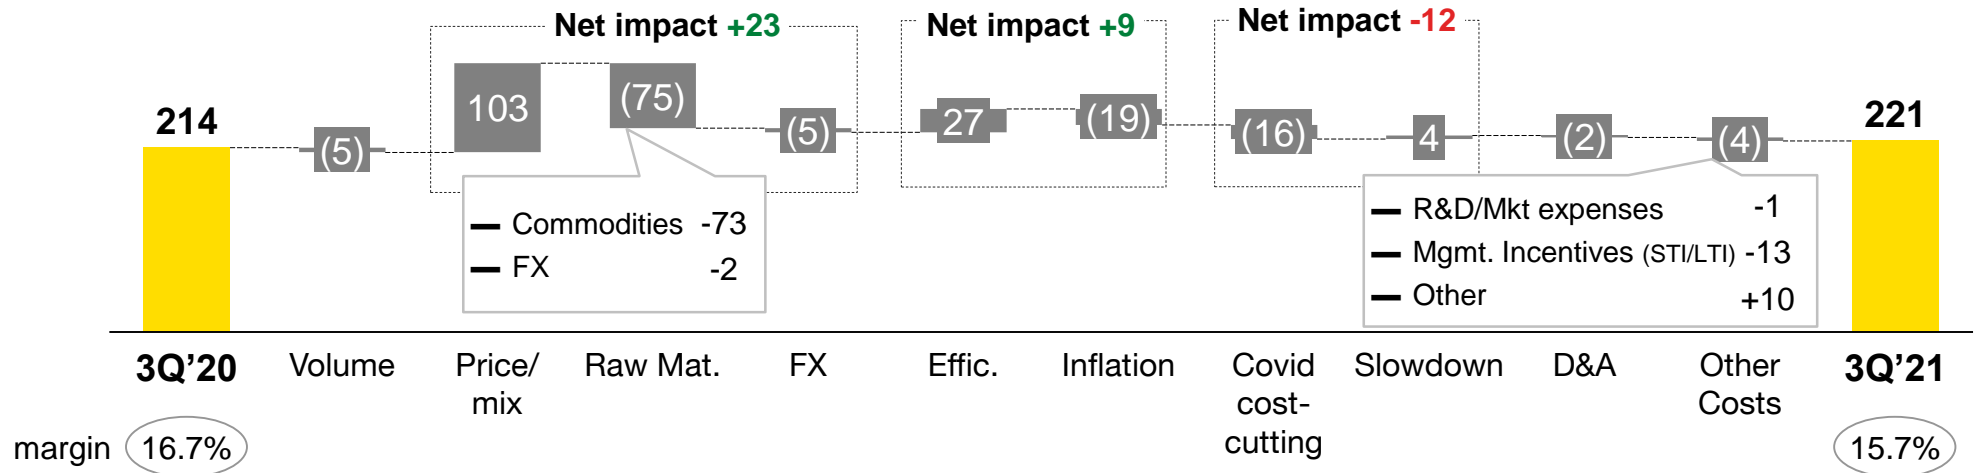 Net impact +23
Net impact +9
Net impact -12
214
(5)
103
(75)
(5)
27
(19)
(16)
4
(2)
(4)
221
Commodities -73
FX -2
R&D/Mkt expenses -1
Mgmt. Incentives (STI/LTI) -13
Other +10
3Q’20
Volume
Price/
mix
Raw Mat.
FX
Effic.
Inflation
Covid
cost-
cutting
Slowdown
D&A
Other
Costs
3Q’21
margin 16.7%
15.7%